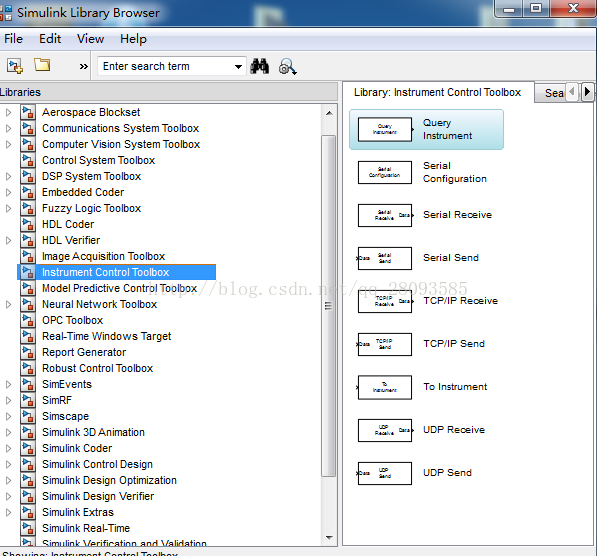 Simulink Library Browser
File Edit View Help
» Enter search term
Libraries
Library: Instrument Control Toolbox
Sea
Aerospace Blockset
Communications System Toolbox
Computer Vision System Toolbox
Control System Toolbox
DSP System Toolbox
Embedded Coder
Fuzzy Logic Toolbox
HDL Coder
HDL Verifier
Image Acquisition Toolbox
Instrument Control Toolbox
Model Predictive Control Toolbox
Neural Network Toolbox
OPC Toolbox
Real-Time Windows Target
Report Generator
Robust Control Toolbox
SimEvents
SimRF
Simscape
Simulink 3D Animation
Simulink Coder
Simulink Control Design
Simulink Design Optimization
Simulink Design Verifier
Simulink Extras
Simulink Real-Time
Simulink Verification and Validation
Query
Instrument
Query
Instrument
Serial
Configuration
Serial
Configuration
Serial
Receive Data
Serial Receive
Data Serial
Send
Serial Send
TCP/IP
Receive Data
TCP/IP Receive
Data TCP/IP
Send
TCP/IP Send
To
Instrument
To Instrument
UDP
Receive Data
UDP Receive
Data UDP
Send
UDP Send
http://blog.csdn.net/qq_28093585
Showing: Instrument Control Toolbox